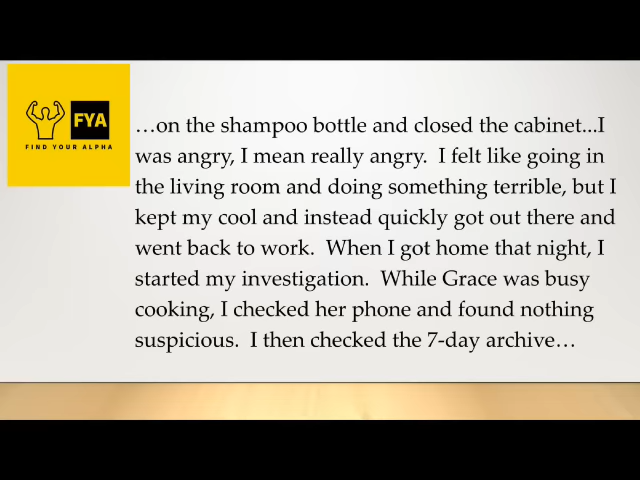 FYA
FIND YOUR ALPHA
…on the shampoo bottle and closed the cabinet...I
was angry, I mean really angry.  I felt like going in
the living room and doing something terrible, but I
kept my cool and instead quickly got out there and
went back to work.  When I got home that night, I
started my investigation.  While Grace was busy
cooking, I checked her phone and found nothing
suspicious.  I then checked the 7-day archive…